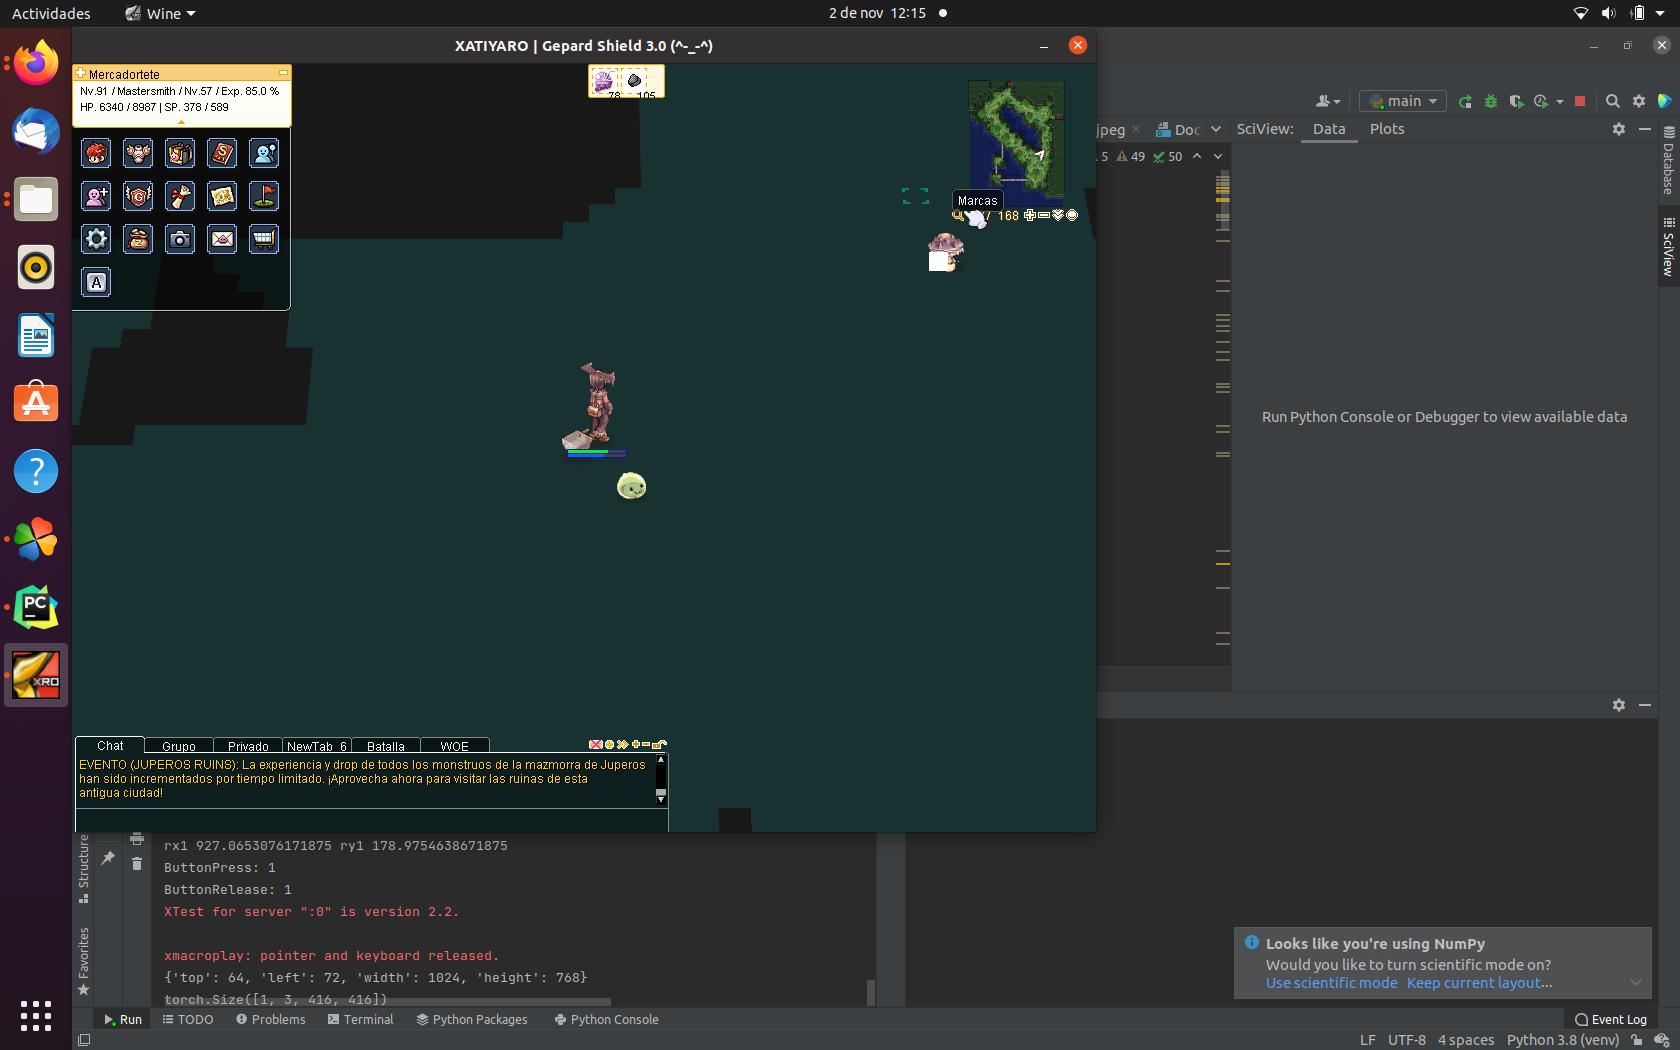 Actividades
Wine
2 de nov 12:15
XATIYARO | Gepard Shield 3.0 (^-_-^)
Mercadortete
Nv.91 / Mastersmith / Nv.57 / Exp. 85.0 %
HP. 6340 / 8987 | SP. 378 / 589
78
105
Marcas
168
A
XRO
PC
Chat
Grupo
Privado
NewTab_6
Batalla
WOE
EVENTO (JUPEROS RUINS): La experiencia y drop de todos los monstruos de la mazmorra de Juperos
han sido incrementados por tiempo limitado. ¡Aprovecha ahora para visitar las ruinas de esta
antigua ciudad!
main
jpeg
Doc
5
49
50
SciView:
Data
Plots
Database
SciView
Run Python Console or Debugger to view available data
Structure
Favorites
rx1 927.0653076171875 ry1 178.9754638671875
ButtonPress: 1
ButtonRelease: 1
XTest for server ":0" is version 2.2.
xmacroplay: pointer and keyboard released.
{'top': 64, 'left': 72, 'width': 1024, 'height': 768}
torch.Size([1, 3, 416, 416])
Looks like you're using NumPy
Would you like to turn scientific mode on?
Use scientific mode Keep current layout...
Run
TODO
Problems
Terminal
Python Packages
Python Console
Event Log
LF
UTF-8
4 spaces
Python 3.8 (venv)